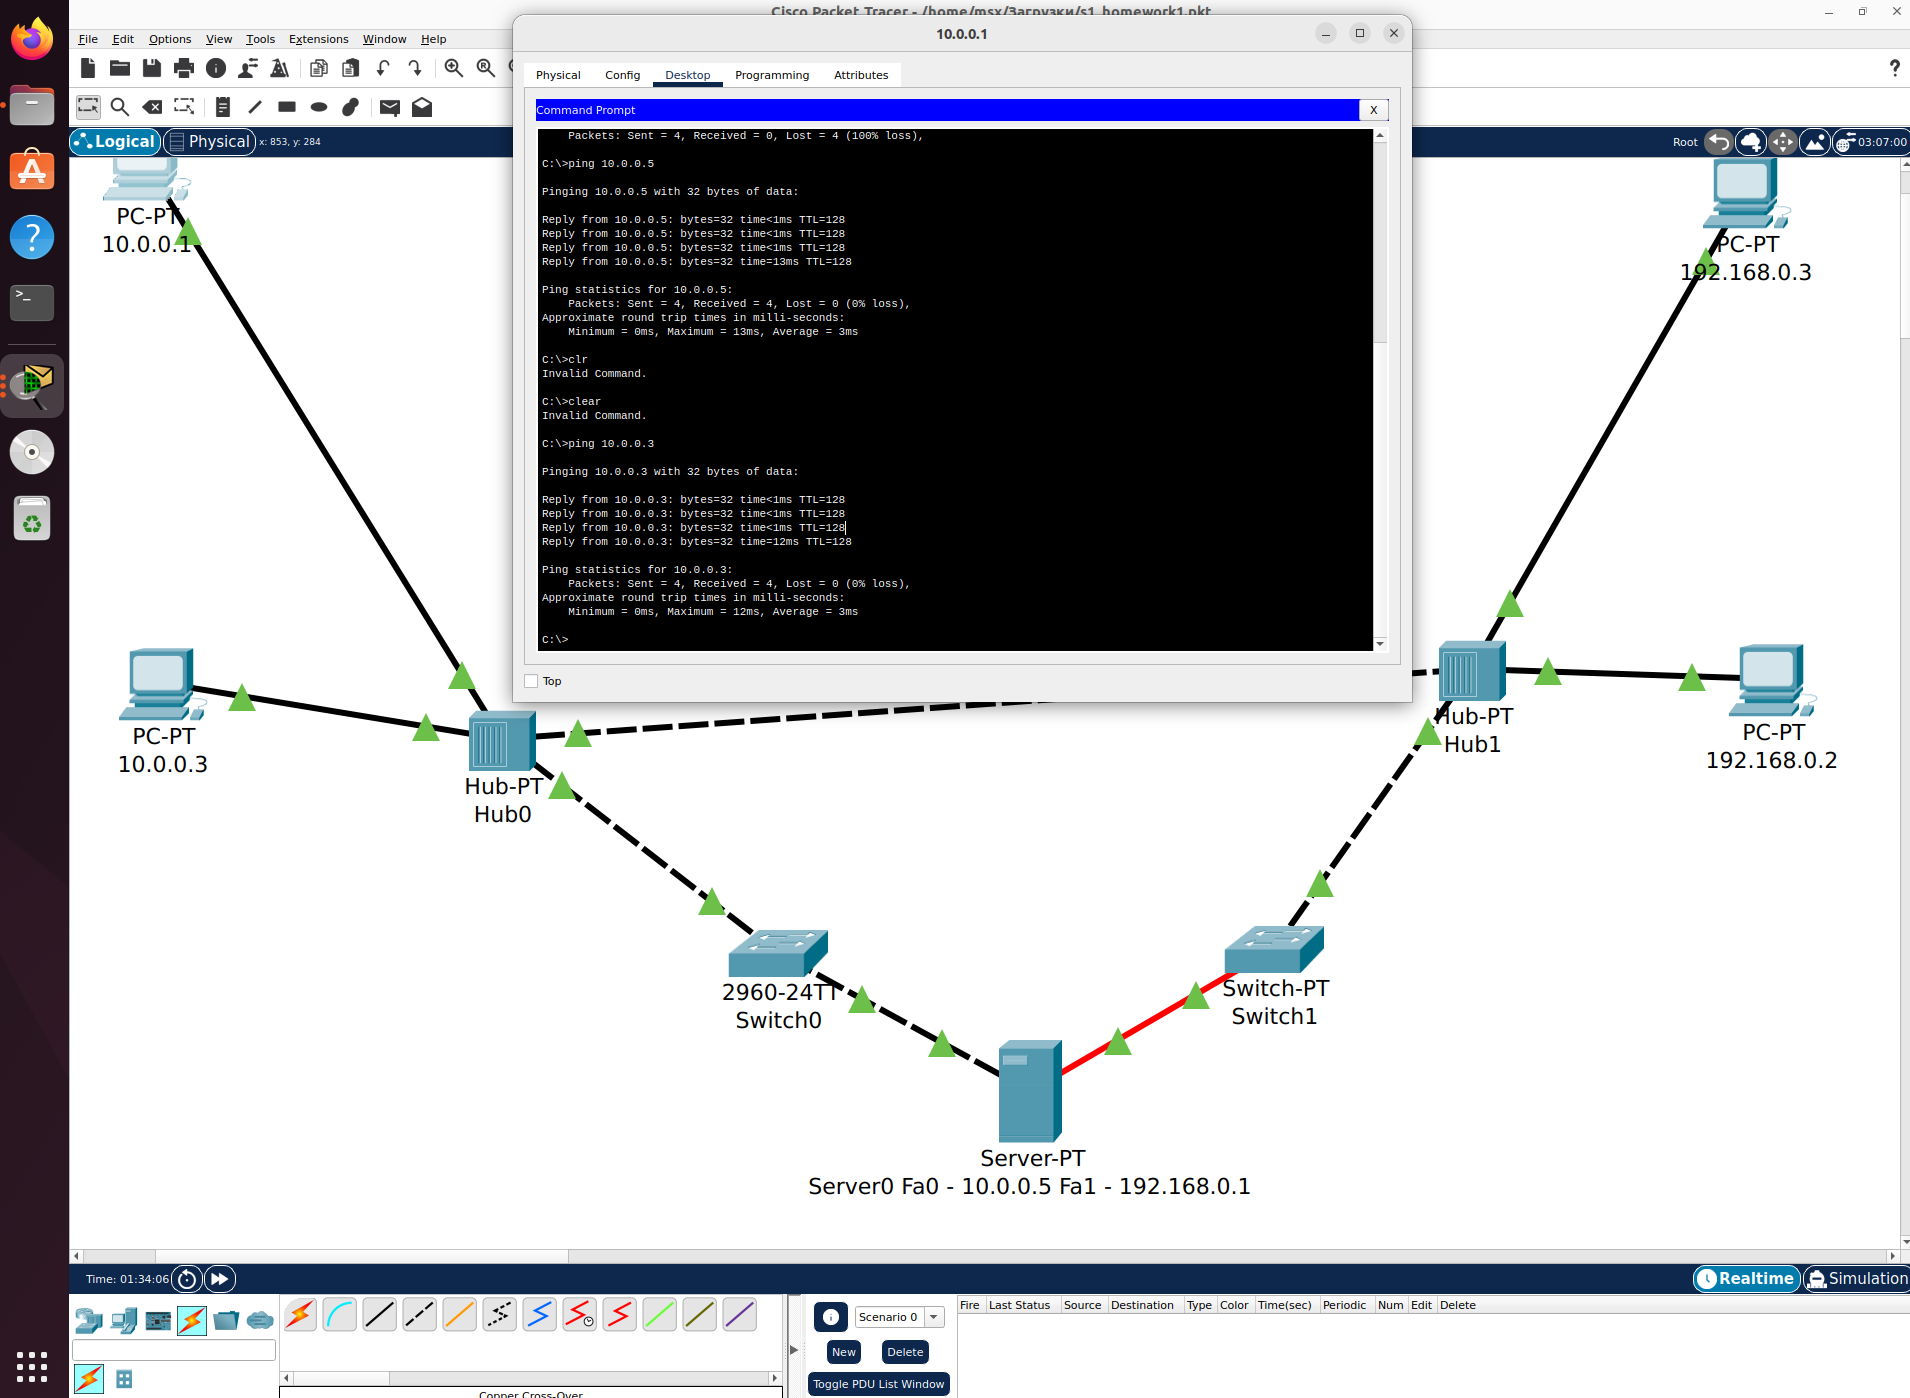 Cisco Packet Tracer - /home/msx/Загрузки/s1_homework1.pkt
File Edit Options View Tools Extensions Window Help
Logical Physical x: 853, y: 284
Root 03:07:00
10.0.0.1
Physical Config Desktop Programming Attributes
Command Prompt X
Packets: Sent = 4, Received = 0, Lost = 4 (100% loss),
C:\>ping 10.0.0.5
Pinging 10.0.0.5 with 32 bytes of data:
Reply from 10.0.0.5: bytes=32 time<1ms TTL=128
Reply from 10.0.0.5: bytes=32 time<1ms TTL=128
Reply from 10.0.0.5: bytes=32 time<1ms TTL=128
Reply from 10.0.0.5: bytes=32 time=13ms TTL=128
Ping statistics for 10.0.0.5:
Packets: Sent = 4, Received = 4, Lost = 0 (0% loss),
Approximate round trip times in milli-seconds:
Minimum = 0ms, Maximum = 13ms, Average = 3ms
C:\>clr
Invalid Command.
C:\>clear
Invalid Command.
C:\>ping 10.0.0.3
Pinging 10.0.0.3 with 32 bytes of data:
Reply from 10.0.0.3: bytes=32 time<1ms TTL=128
Reply from 10.0.0.3: bytes=32 time<1ms TTL=128
Reply from 10.0.0.3: bytes=32 time<1ms TTL=128
Reply from 10.0.0.3: bytes=32 time=12ms TTL=128
Ping statistics for 10.0.0.3:
Packets: Sent = 4, Received = 4, Lost = 0 (0% loss),
Approximate round trip times in milli-seconds:
Minimum = 0ms, Maximum = 12ms, Average = 3ms
C:\>
Top
PC-PT
10.0.0.1
PC-PT
192.168.0.3
PC-PT
10.0.0.3
Hub-PT
Hub0
Hub-PT
Hub1
PC-PT
192.168.0.2
2960-24TT
Switch0
Switch-PT
Switch1
Server-PT
Server0 Fa0 - 10.0.0.5 Fa1 - 192.168.0.1
Time: 01:34:06
Realtime Simulation
Scenario 0
New Delete
Toggle PDU List Window
Fire Last Status Source Destination Type Color Time(sec) Periodic Num Edit Delete
Copper Cross-Over